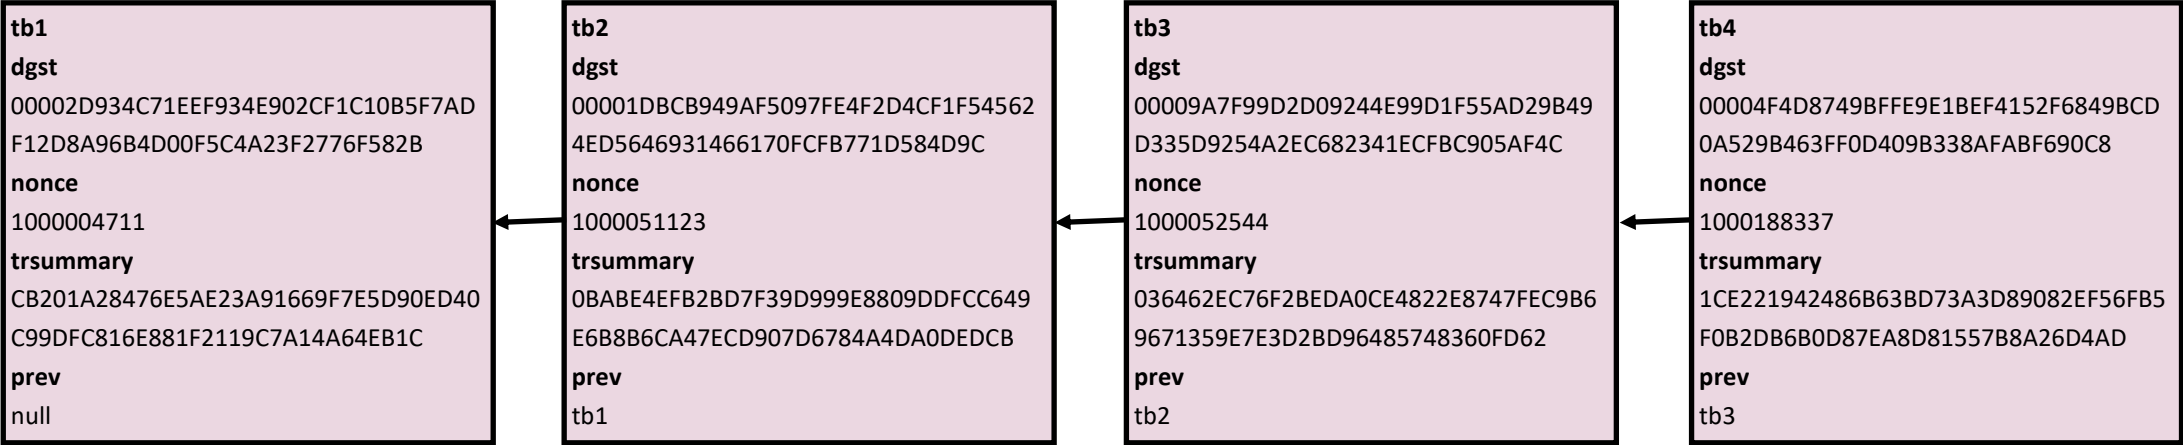 tb1
dgst
00002D934C71EEF934E902CF1C10B5F7AD
F12D8A96B4D00F5C4A23F2776F582B
nonce
1000004711
trsummary
CB201A28476E5AE23A91669F7E5D90ED40
C99DFC816E881F2119C7A14A64EB1C
prev
null
tb2
dgst
00001DBCB949AF5097FE4F2D4CF1F54562
4ED5646931466170FCFB771D584D9C
nonce
1000051123
trsummary
0BABE4EFB2BD7F39D999E8809DDFCC649
E6B8B6CA47ECD907D6784A4DA0DEDCB
prev
tb1
tb3
dgst
00009A7F99D2D09244E99D1F55AD29B49
D335D9254A2EC682341ECFBC905AF4C
nonce
1000052544
trsummary
036462EC76F2BEDA0CE4822E8747FEC9B6
9671359E7E3D2BD96485748360FD62
prev
tb2
tb4
dgst
00004F4D8749BFFE9E1BEF4152F6849BCD
0A529B463FF0D409B338AFABF690C8
nonce
1000188337
trsummary
1CE221942486B63BD73A3D89082EF56FB5
F0B2DB6B0D87EA8D81557B8A26D4AD
prev
tb3